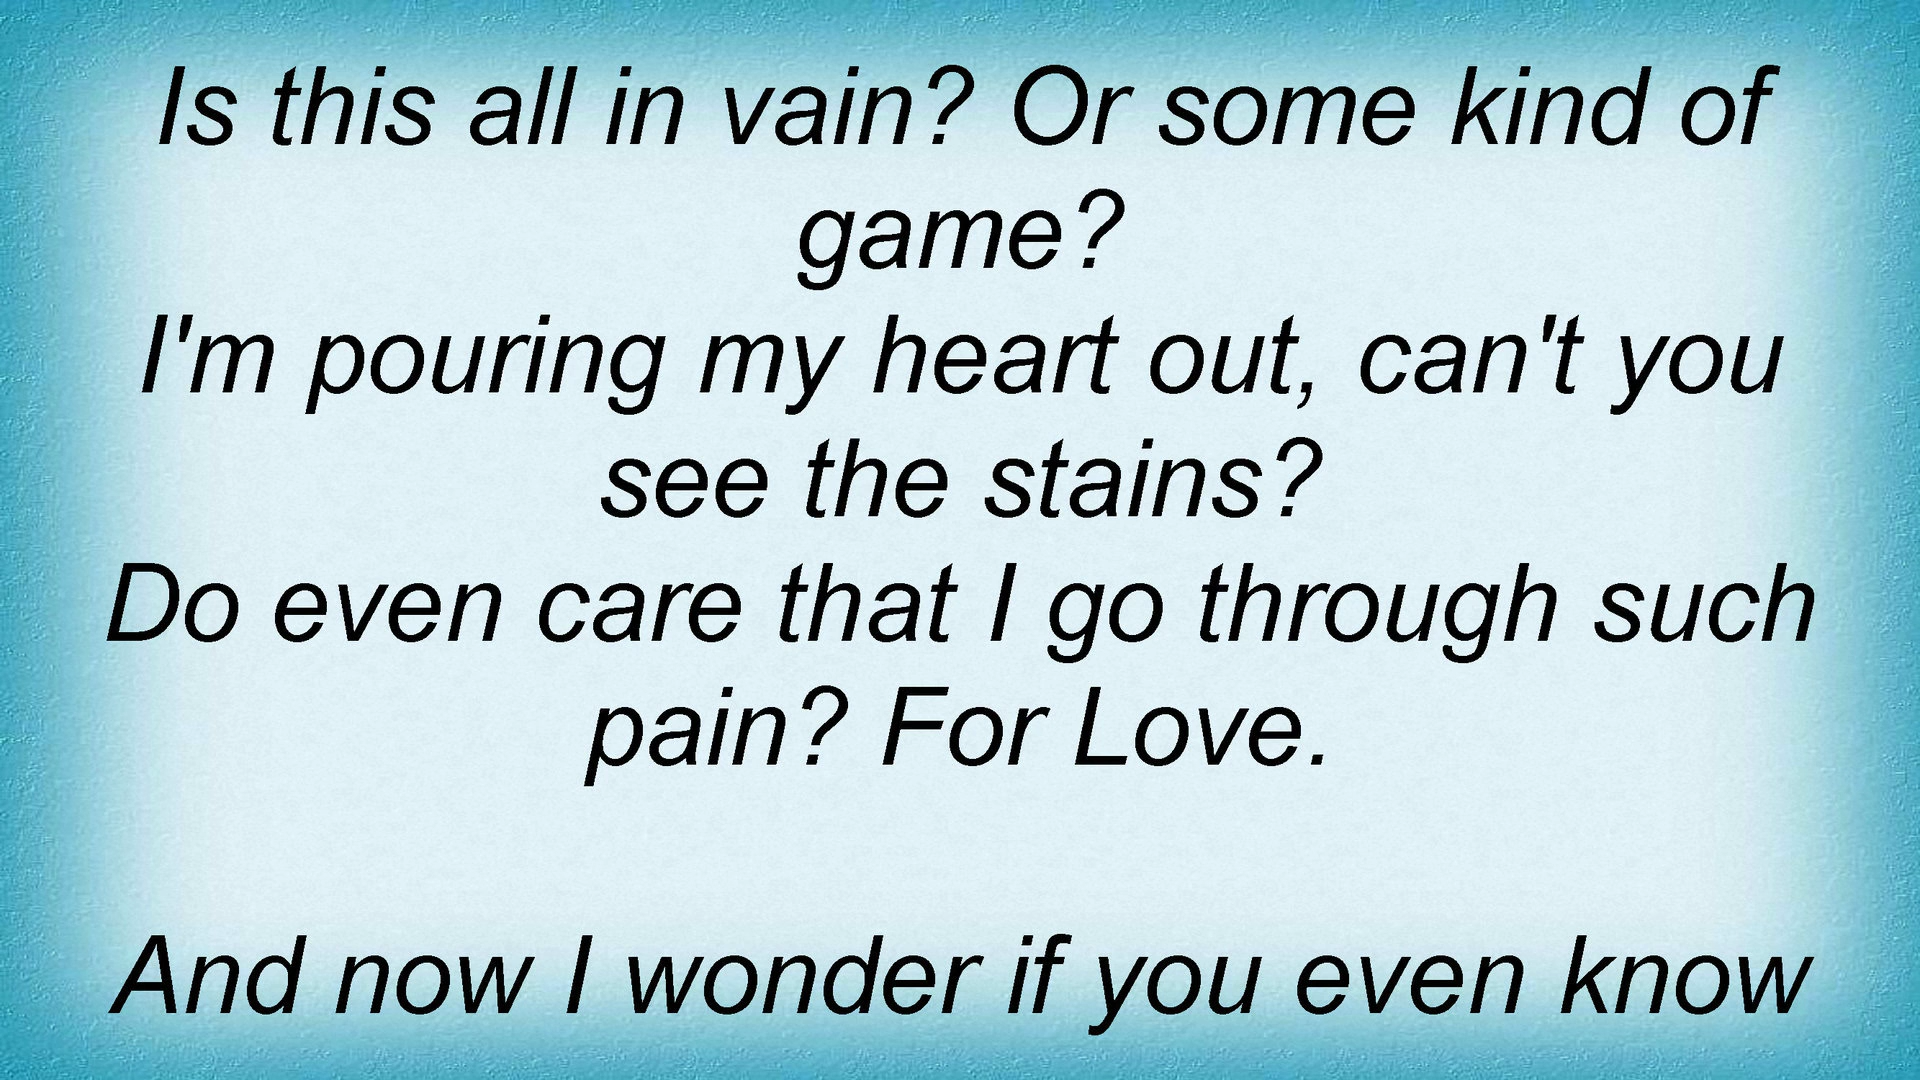 Is this all in vain? Or some kind of
game?
I'm pouring my heart out, can't you
see the stains?
Do even care that I go through such
pain? For Love.
And now I wonder if you even know